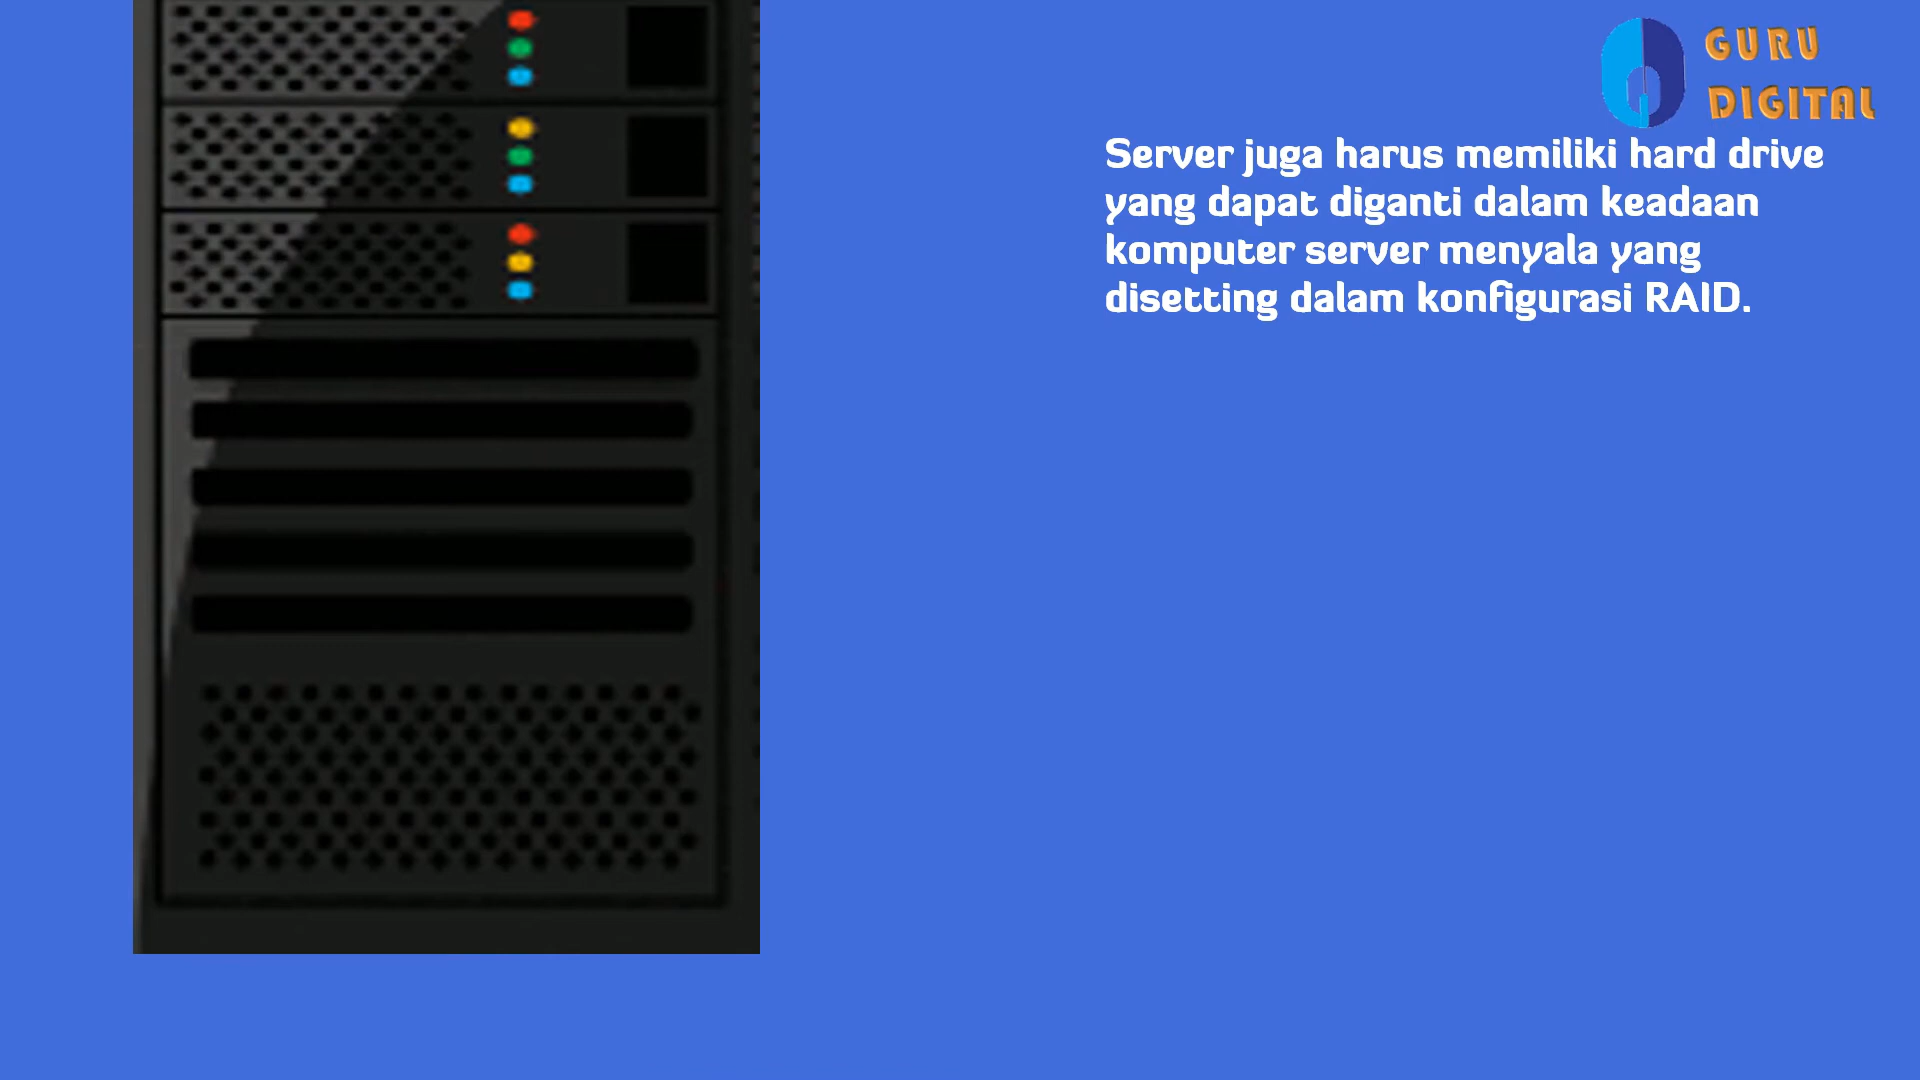 GURU
DIGITAL
Server juga harus memiliki hard drive
yang dapat diganti dalam keadaan
komputer server menyala yang
disetting dalam konfigurasi RAID.